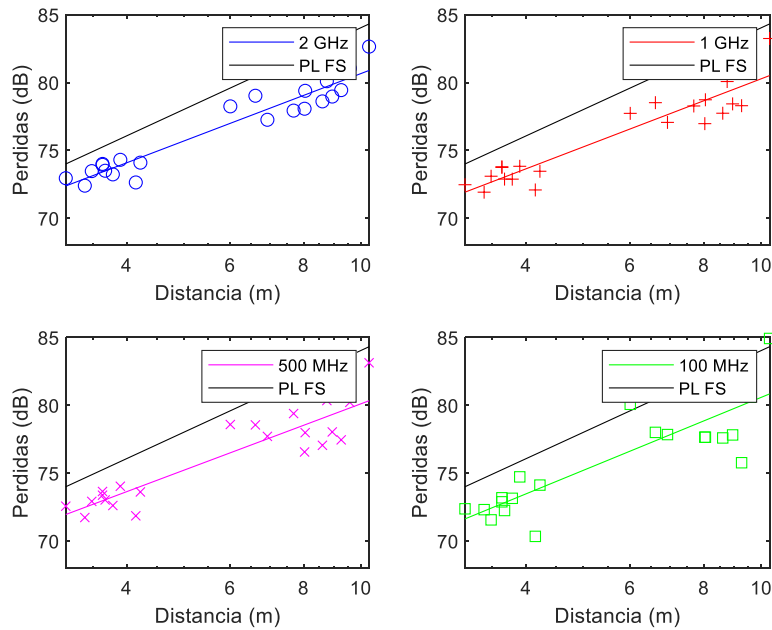 85
80
75
70
Perdidas (dB)
2 GHz
PL FS
4
6
8
10
Distancia (m)
85
80
75
70
Perdidas (dB)
1 GHz
PL FS
4
6
8
10
Distancia (m)
85
80
75
70
Perdidas (dB)
500 MHz
PL FS
4
6
8
10
Distancia (m)
85
80
75
70
Perdidas (dB)
100 MHz
PL FS
4
6
8
10
Distancia (m)